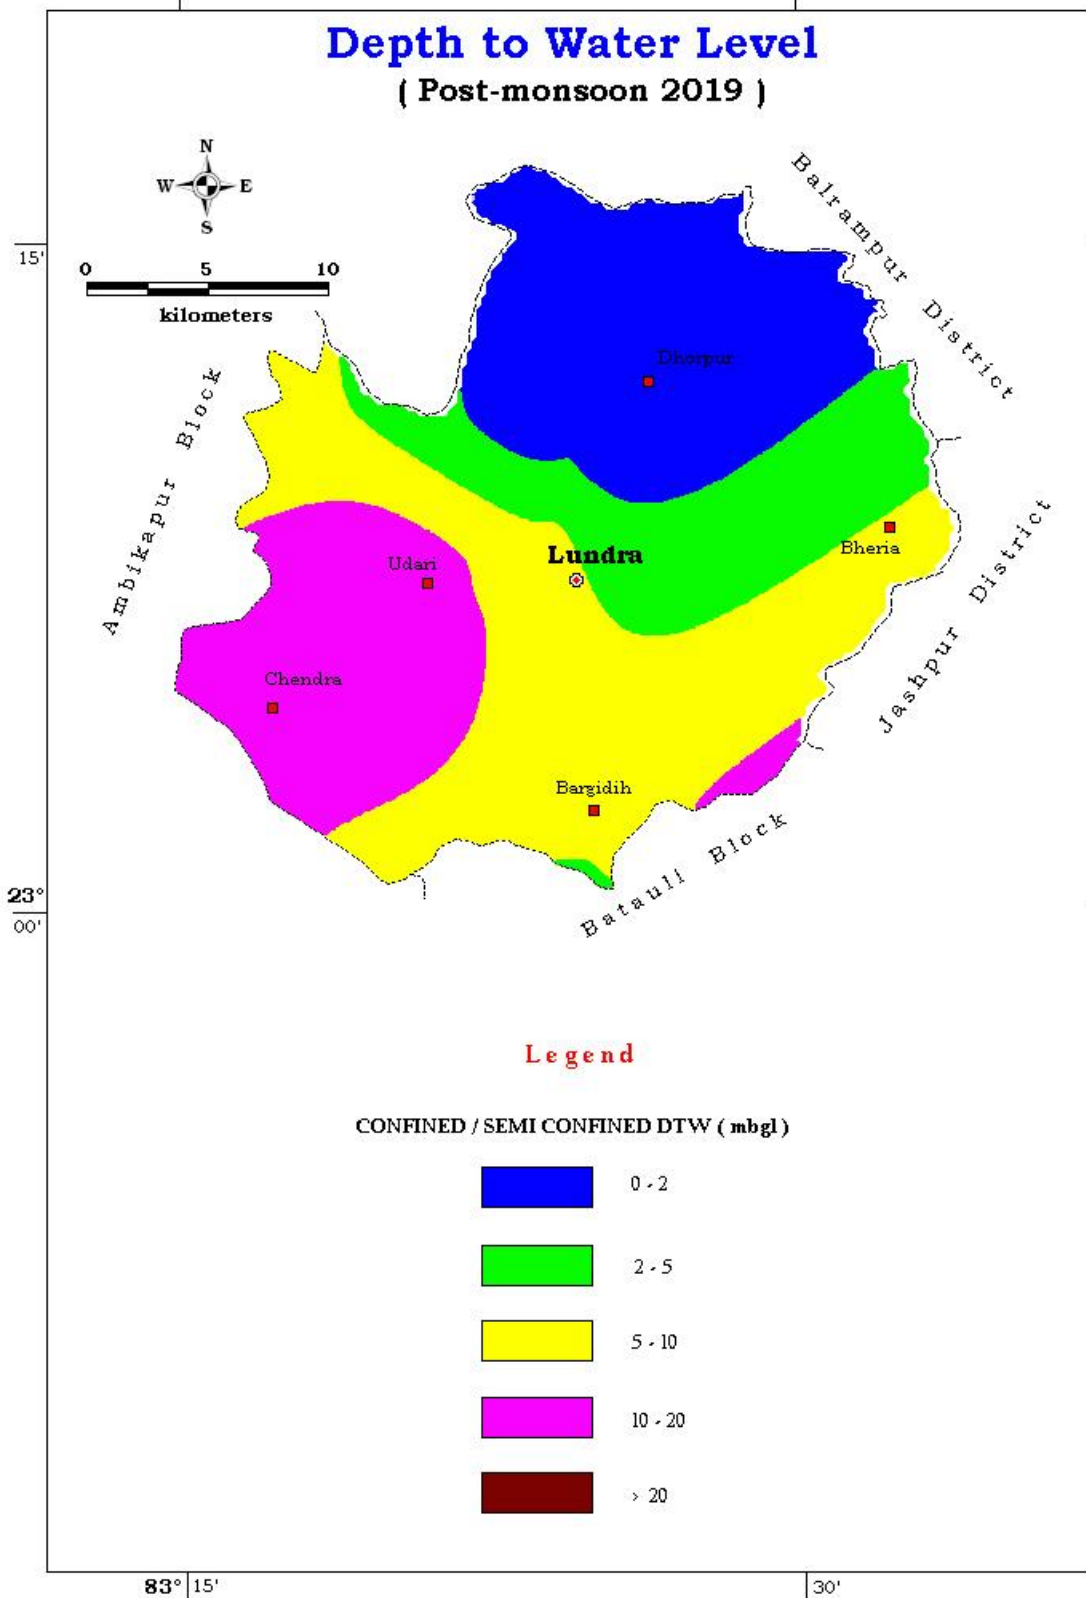 Depth to Water Level
( Post-monsoon 2019 )
N
W E
S
15'
0 5 10
kilometers
Balrampur District
Ambikapur Block
Dhorpur
Jashpur District
Bheria
Lundra
Udari
Chendra
Bargidih
Batauli Block
23°
00'
Legend
CONFINED / SEMI CONFINED DTW ( mbgl )
0 - 2
2 - 5
5 - 10
10 - 20
> 20
83° 15' 30'